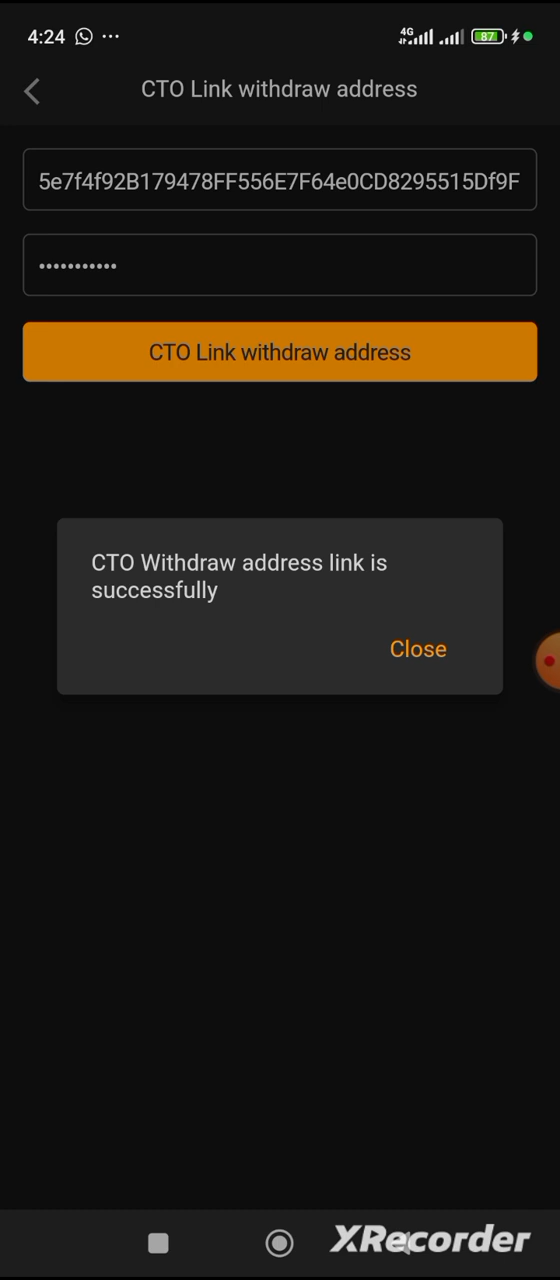 4:24
4G
87
CTO Link withdraw address
5e7f4f92B179478FF556E7F64e0CD8295515Df9F
•••••••••••
CTO Link withdraw address
CTO Withdraw address link is
successfully
Close
XRecorder